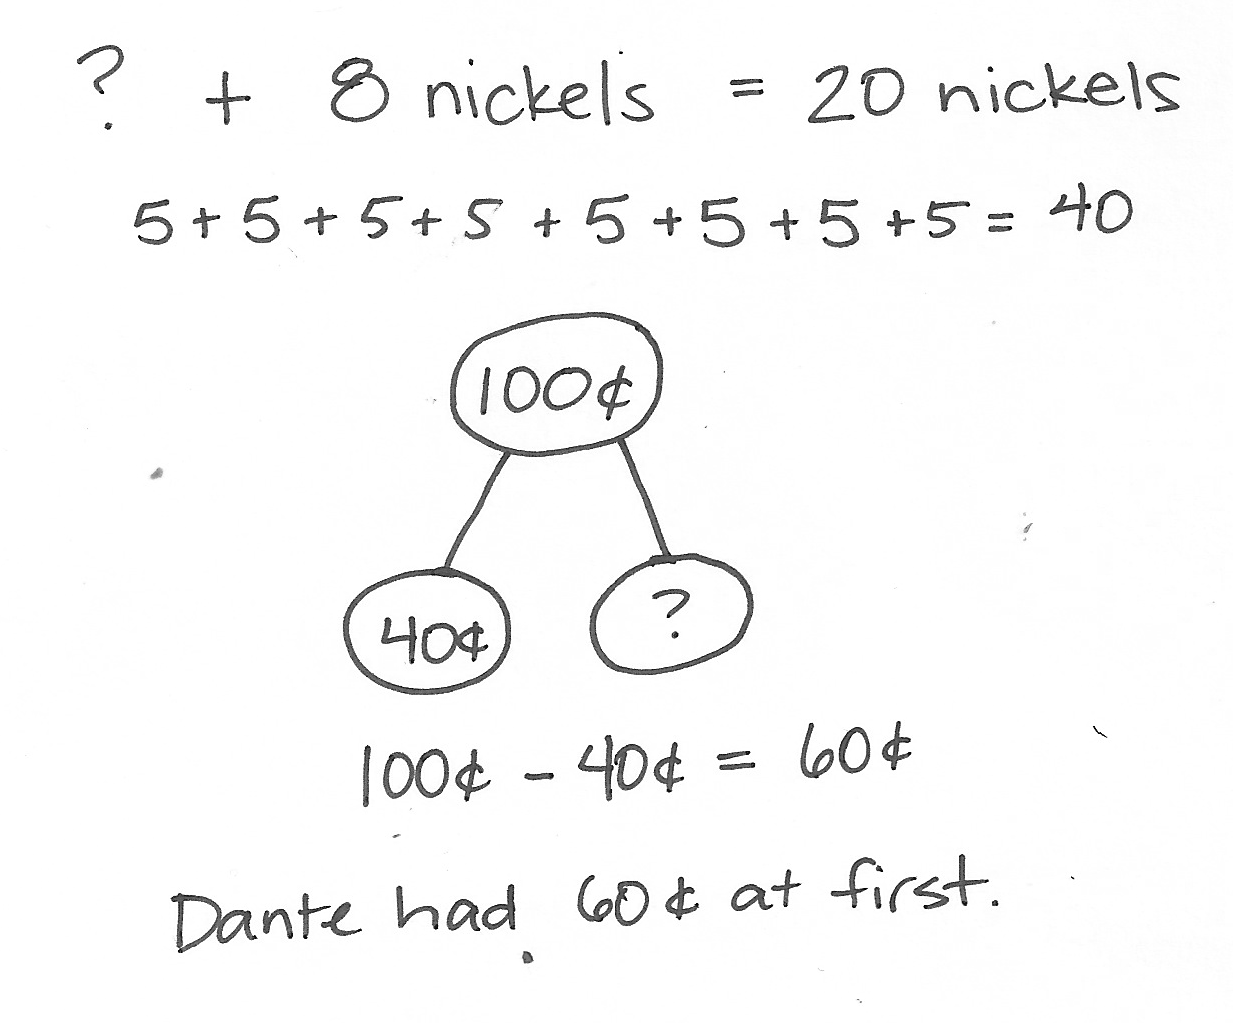 ? + 8 nickels = 20 nickels
5 + 5 + 5 + 5 + 5 + 5 + 5 + 5 = 40
100¢
40¢ ?
100¢ - 40¢ = 60¢
Dante had 60¢ at first.